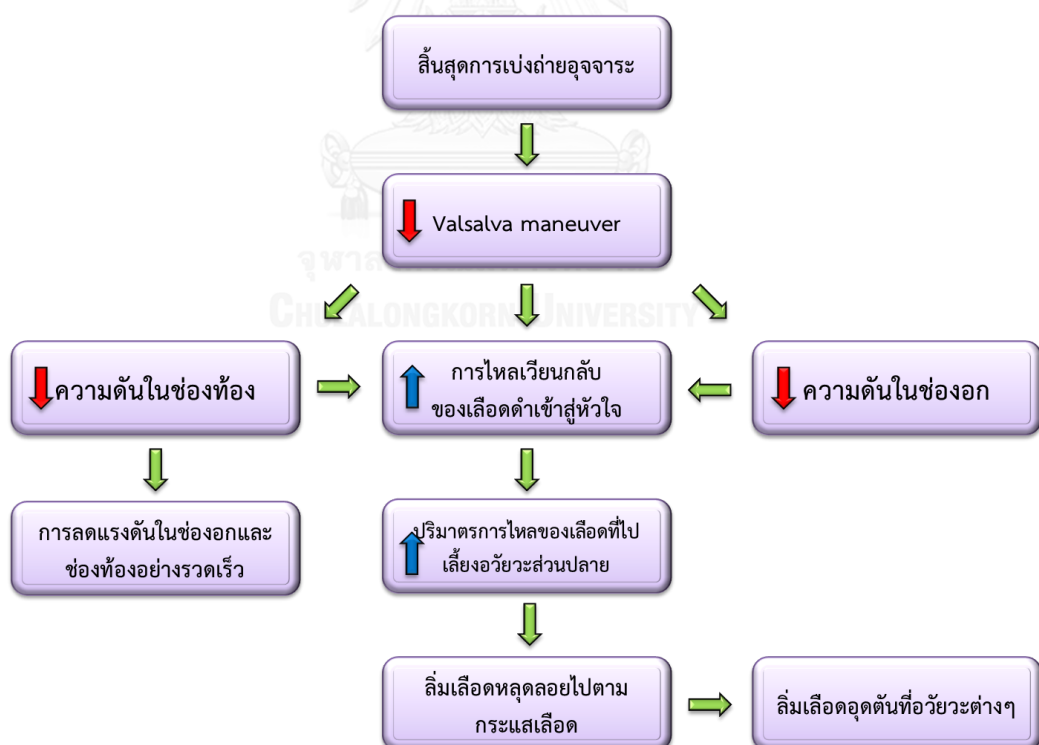 สิ้นสุดการเบ่งถ่ายอุจจาระ
Valsalva maneuver
จุฬาล
CHULALONGKORN UNIVERSITY
ความดันในช่องท้อง
การไหลเวียนกลับ
ของเลือดดำเข้าสู่หัวใจ
ความดันในช่องอก
การลดแรงดันในช่องอกและ
ช่องท้องอย่างรวดเร็ว
ปริมาตรการไหลของเลือดที่ไป
เลี้ยงอวัยวะส่วนปลาย
ลิ่มเลือดหลุดลอยไปตาม
กระแสเลือด
ลิ่มเลือดอุดตันที่อวัยวะต่างๆ